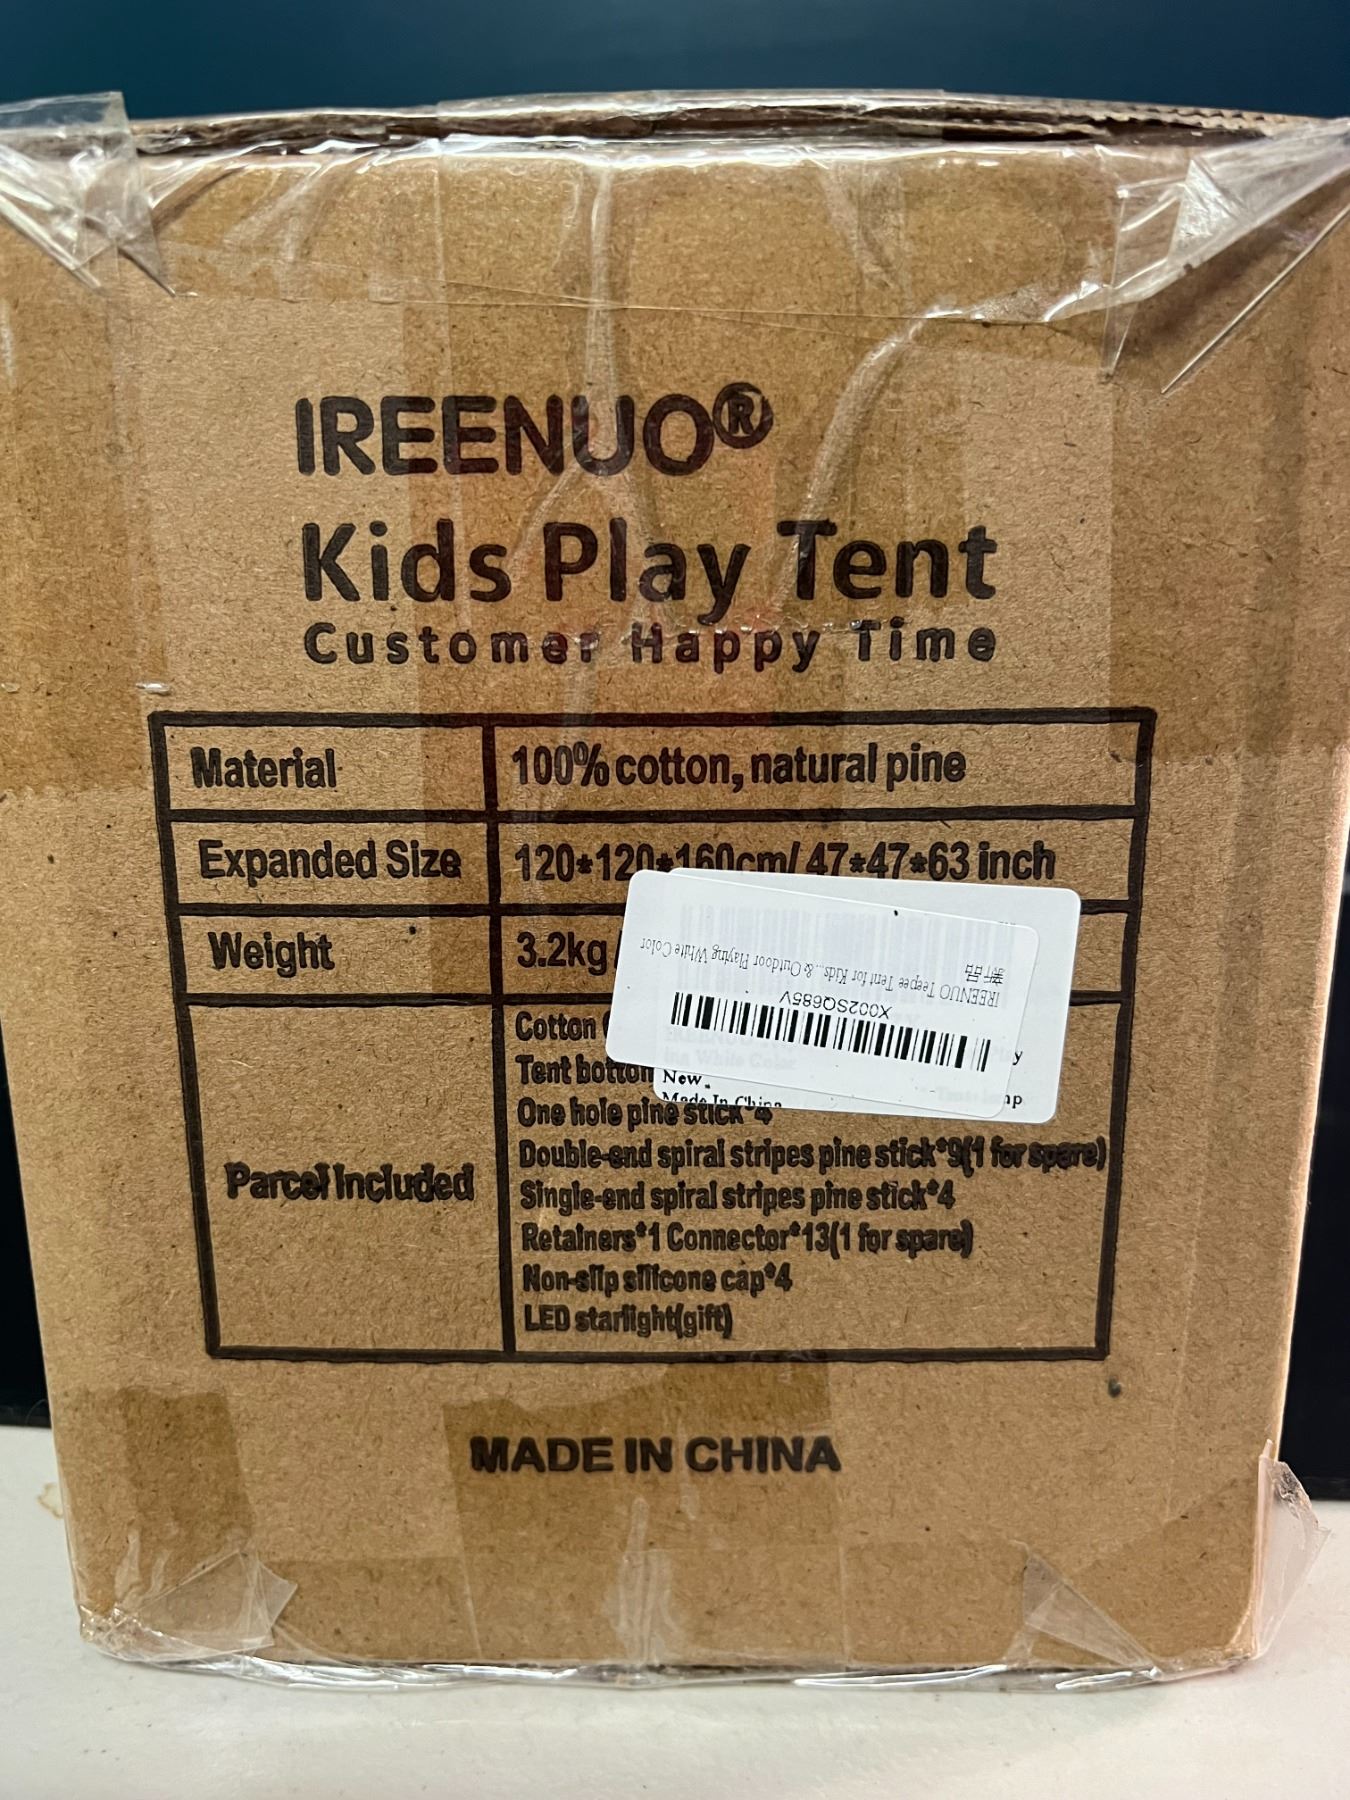 IREENUO®
Kids Play Tent
Customer Happy Time
Material 100% cotton, natural pine
Expanded Size 120*120*160cm/ 47*47*63 inch
Weight 3.2kg
IREENUO Teepee Tent for Kids...& Outdoor Playing White Color
新品
X002SQ685V
ing White Color
New
Made In China
Parcel Included
Cotton
Tent bottom
One hole pine stick*4
Double-end spiral stripes pine stick*9(1 for spare)
Single-end spiral stripes pine stick*4
Retainers*1 Connector*13(1 for spare)
Non-slip silicone cap*4
LED starlight(gift)
MADE IN CHINA